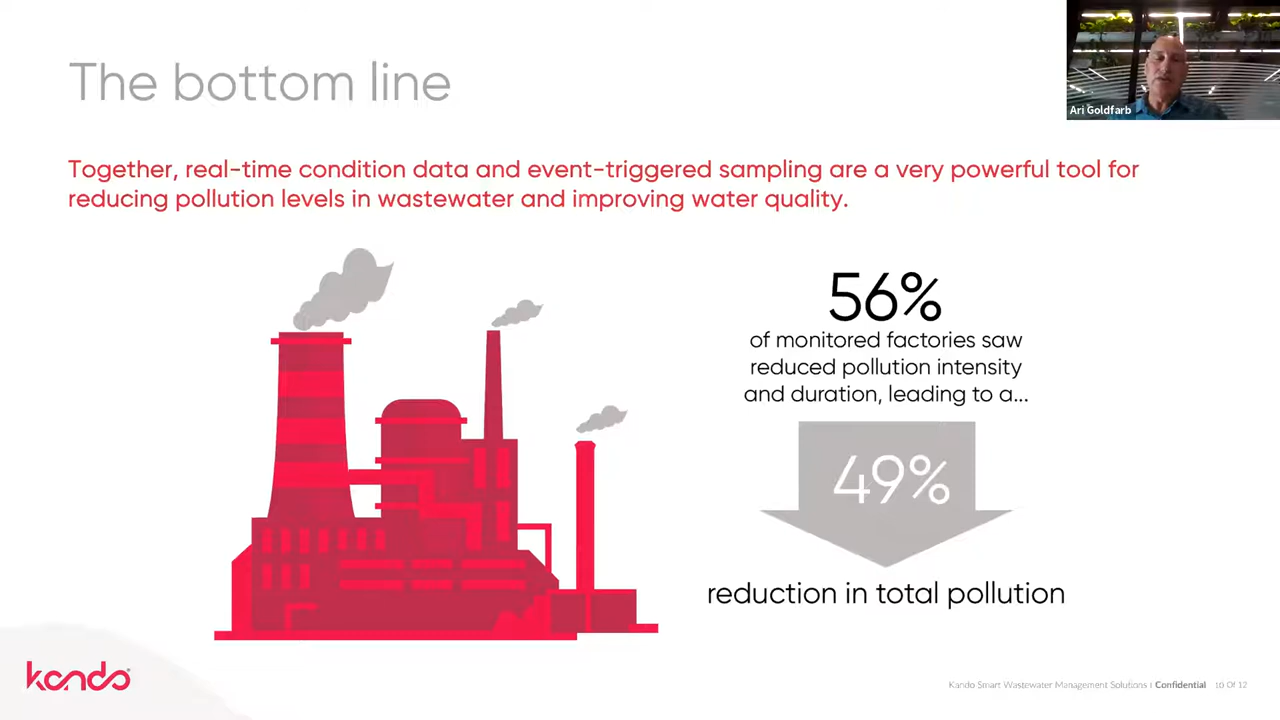 The bottom line
Ari Goldfarb
Together, real-time condition data and event-triggered sampling are a very powerful tool for
reducing pollution levels in wastewater and improving water quality.
56%
of monitored factories saw
reduced pollution intensity
and duration, leading to a...
49%
reduction in total pollution
kando
Kando Smart Wastewater Management Solutions | Confidential 10 Of 12